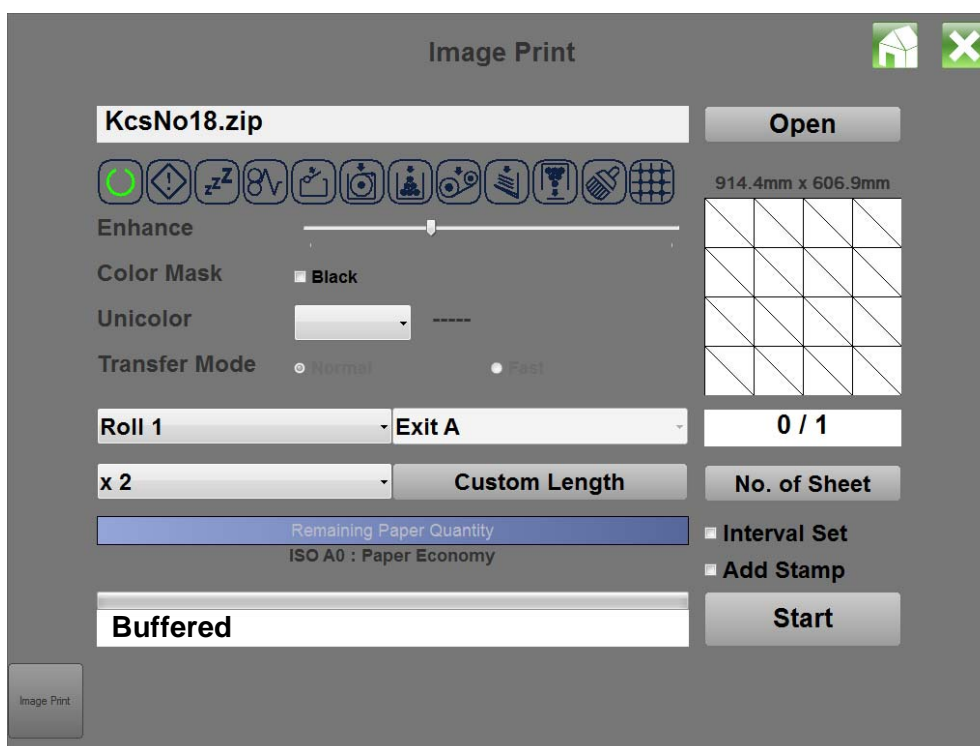 Image Print
KcsNo18.zip
Open
zzZ
914.4mm x 606.9mm
Enhance
Color Mask
Black
Unicolor
-----
Transfer Mode
Normal
Fast
Roll 1
Exit A
0 / 1
x 2
Custom Length
No. of Sheet
Remaining Paper Quantity
Interval Set
ISO A0 : Paper Economy
Add Stamp
Buffered
Start
Image Print